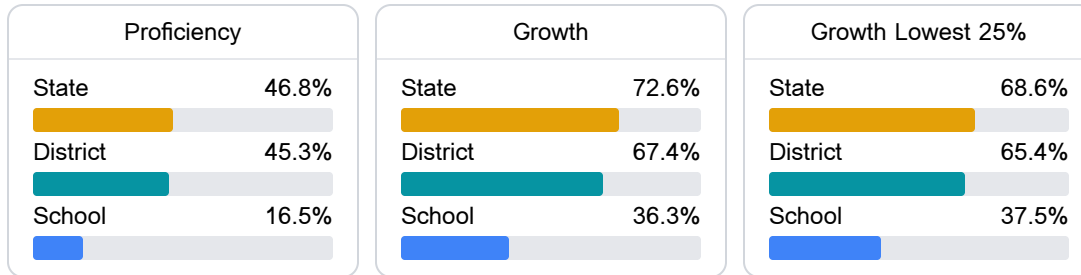 Proficiency
State 46.8%
District 45.3%
School 16.5%
Growth
State 72.6%
District 67.4%
School 36.3%
Growth Lowest 25%
State 68.6%
District 65.4%
School 37.5%